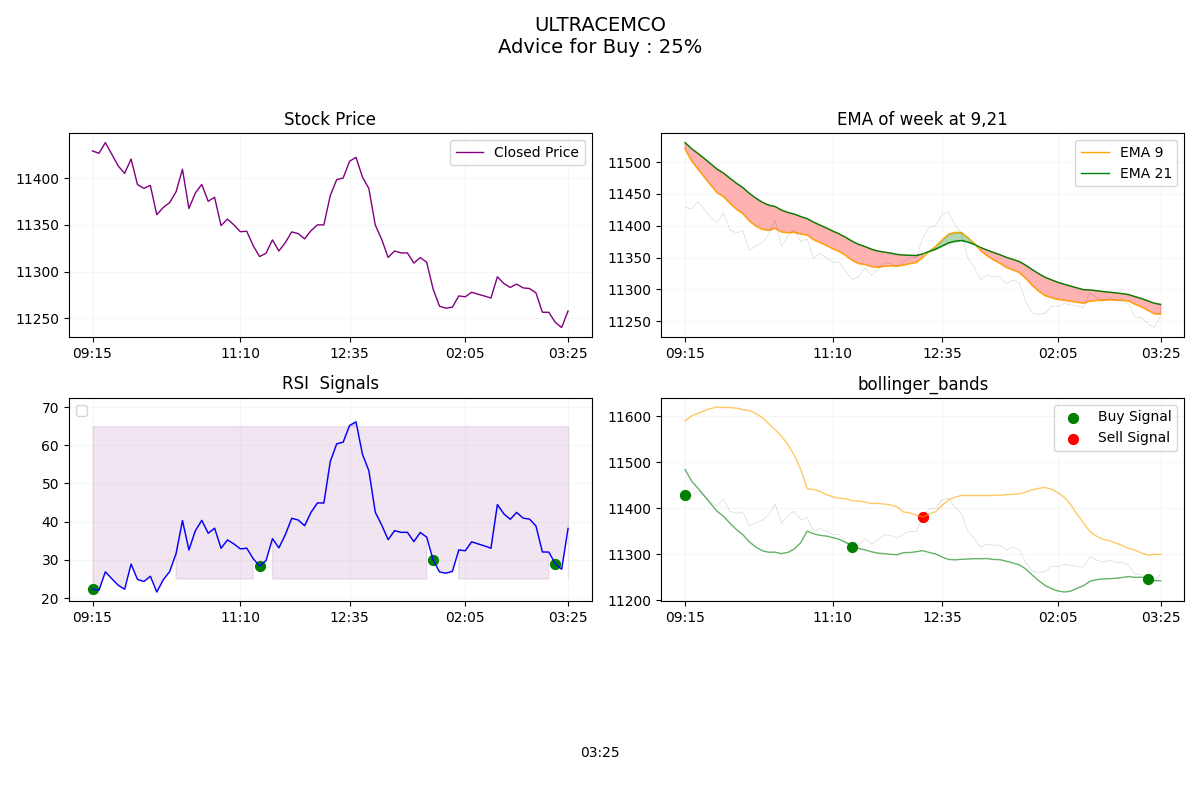 ULTRACEMCO
Advice for Buy : 25%
Stock Price
Closed Price
11400
11350
11300
11250
09:15 11:10 12:35 02:05 03:25
EMA of week at 9,21
EMA 9
EMA 21
11500
11450
11400
11350
11300
11250
09:15 11:10 12:35 02:05 03:25
RSI  Signals
70
60
50
40
30
20
09:15 11:10 12:35 02:05 03:25
bollinger_bands
Buy Signal
Sell Signal
11600
11500
11400
11300
11200
09:15 11:10 12:35 02:05 03:25
03:25